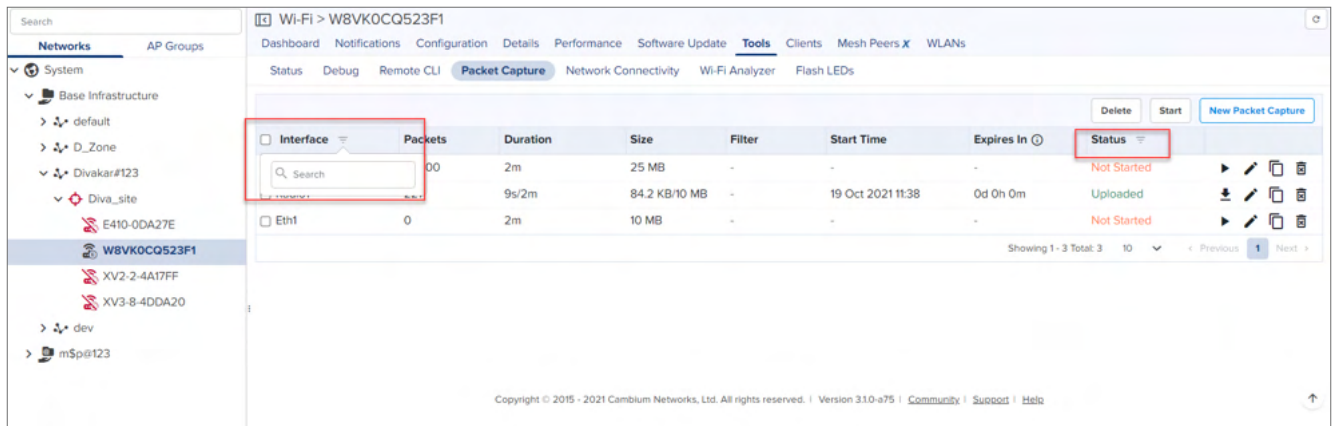 Search
Networks AP Groups
System
Base Infrastructure
default
D_Zone
Divakar#123
Diva_site
E410-0DA27E
W8VK0CQ523F1
XV2-2-4A17FF
XV3-8-4DDA20
dev
m$p@123
Wi-Fi > W8VK0CQ523F1
Dashboard Notifications Configuration Details Performance Software Update Tools Clients Mesh Peers X WLANs
Status Debug Remote CLI Packet Capture Network Connectivity Wi-Fi Analyzer Flash LEDs
Delete Start New Packet Capture
Interface Packets Duration Size Filter Start Time Expires In Status
Search
00 2m 25 MB - - - Not Started
9s/2m 84.2 KB/10 MB - 19 Oct 2021 11:38 0d 0h 0m Uploaded
Eth1 0 2m 10 MB - - - Not Started
Showing 1 - 3 Total: 3 10 < Previous 1 Next >
Copyright © 2015 - 2021 Cambium Networks, Ltd. All rights reserved. | Version 3.1.0-a75 | Community | Support | Help